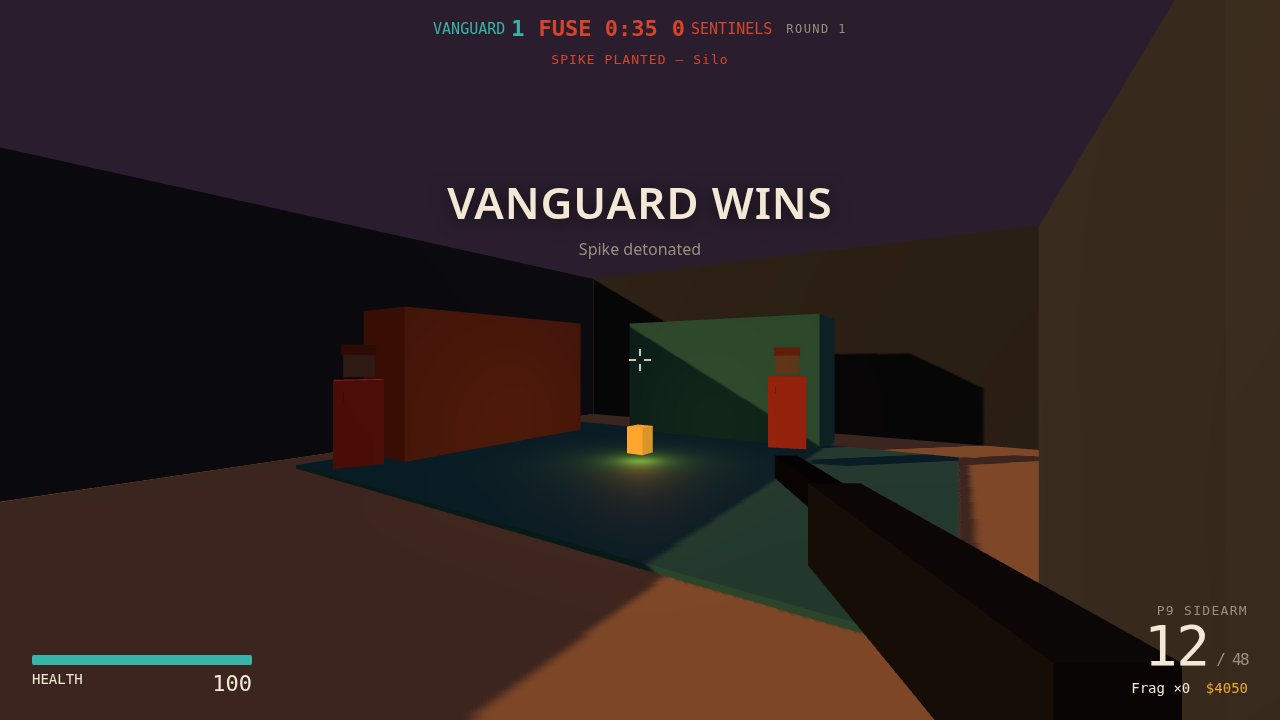 VANGUARD 1 FUSE 0:35 0 SENTINELS ROUND 1
SPIKE PLANTED — Silo
VANGUARD WINS
Spike detonated
P9 SIDEARM
12 / 48
HEALTH 100
Frag ×0 $4050